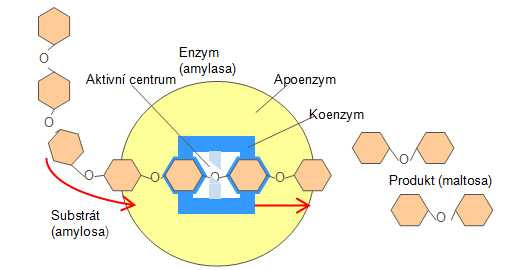 Enzym
(amylasa)
Aktivní centrum
Apoenzym
Koenzym
O
O
O
O
O
O
O
Produkt (maltosa)
O
Substrát
(amylosa)